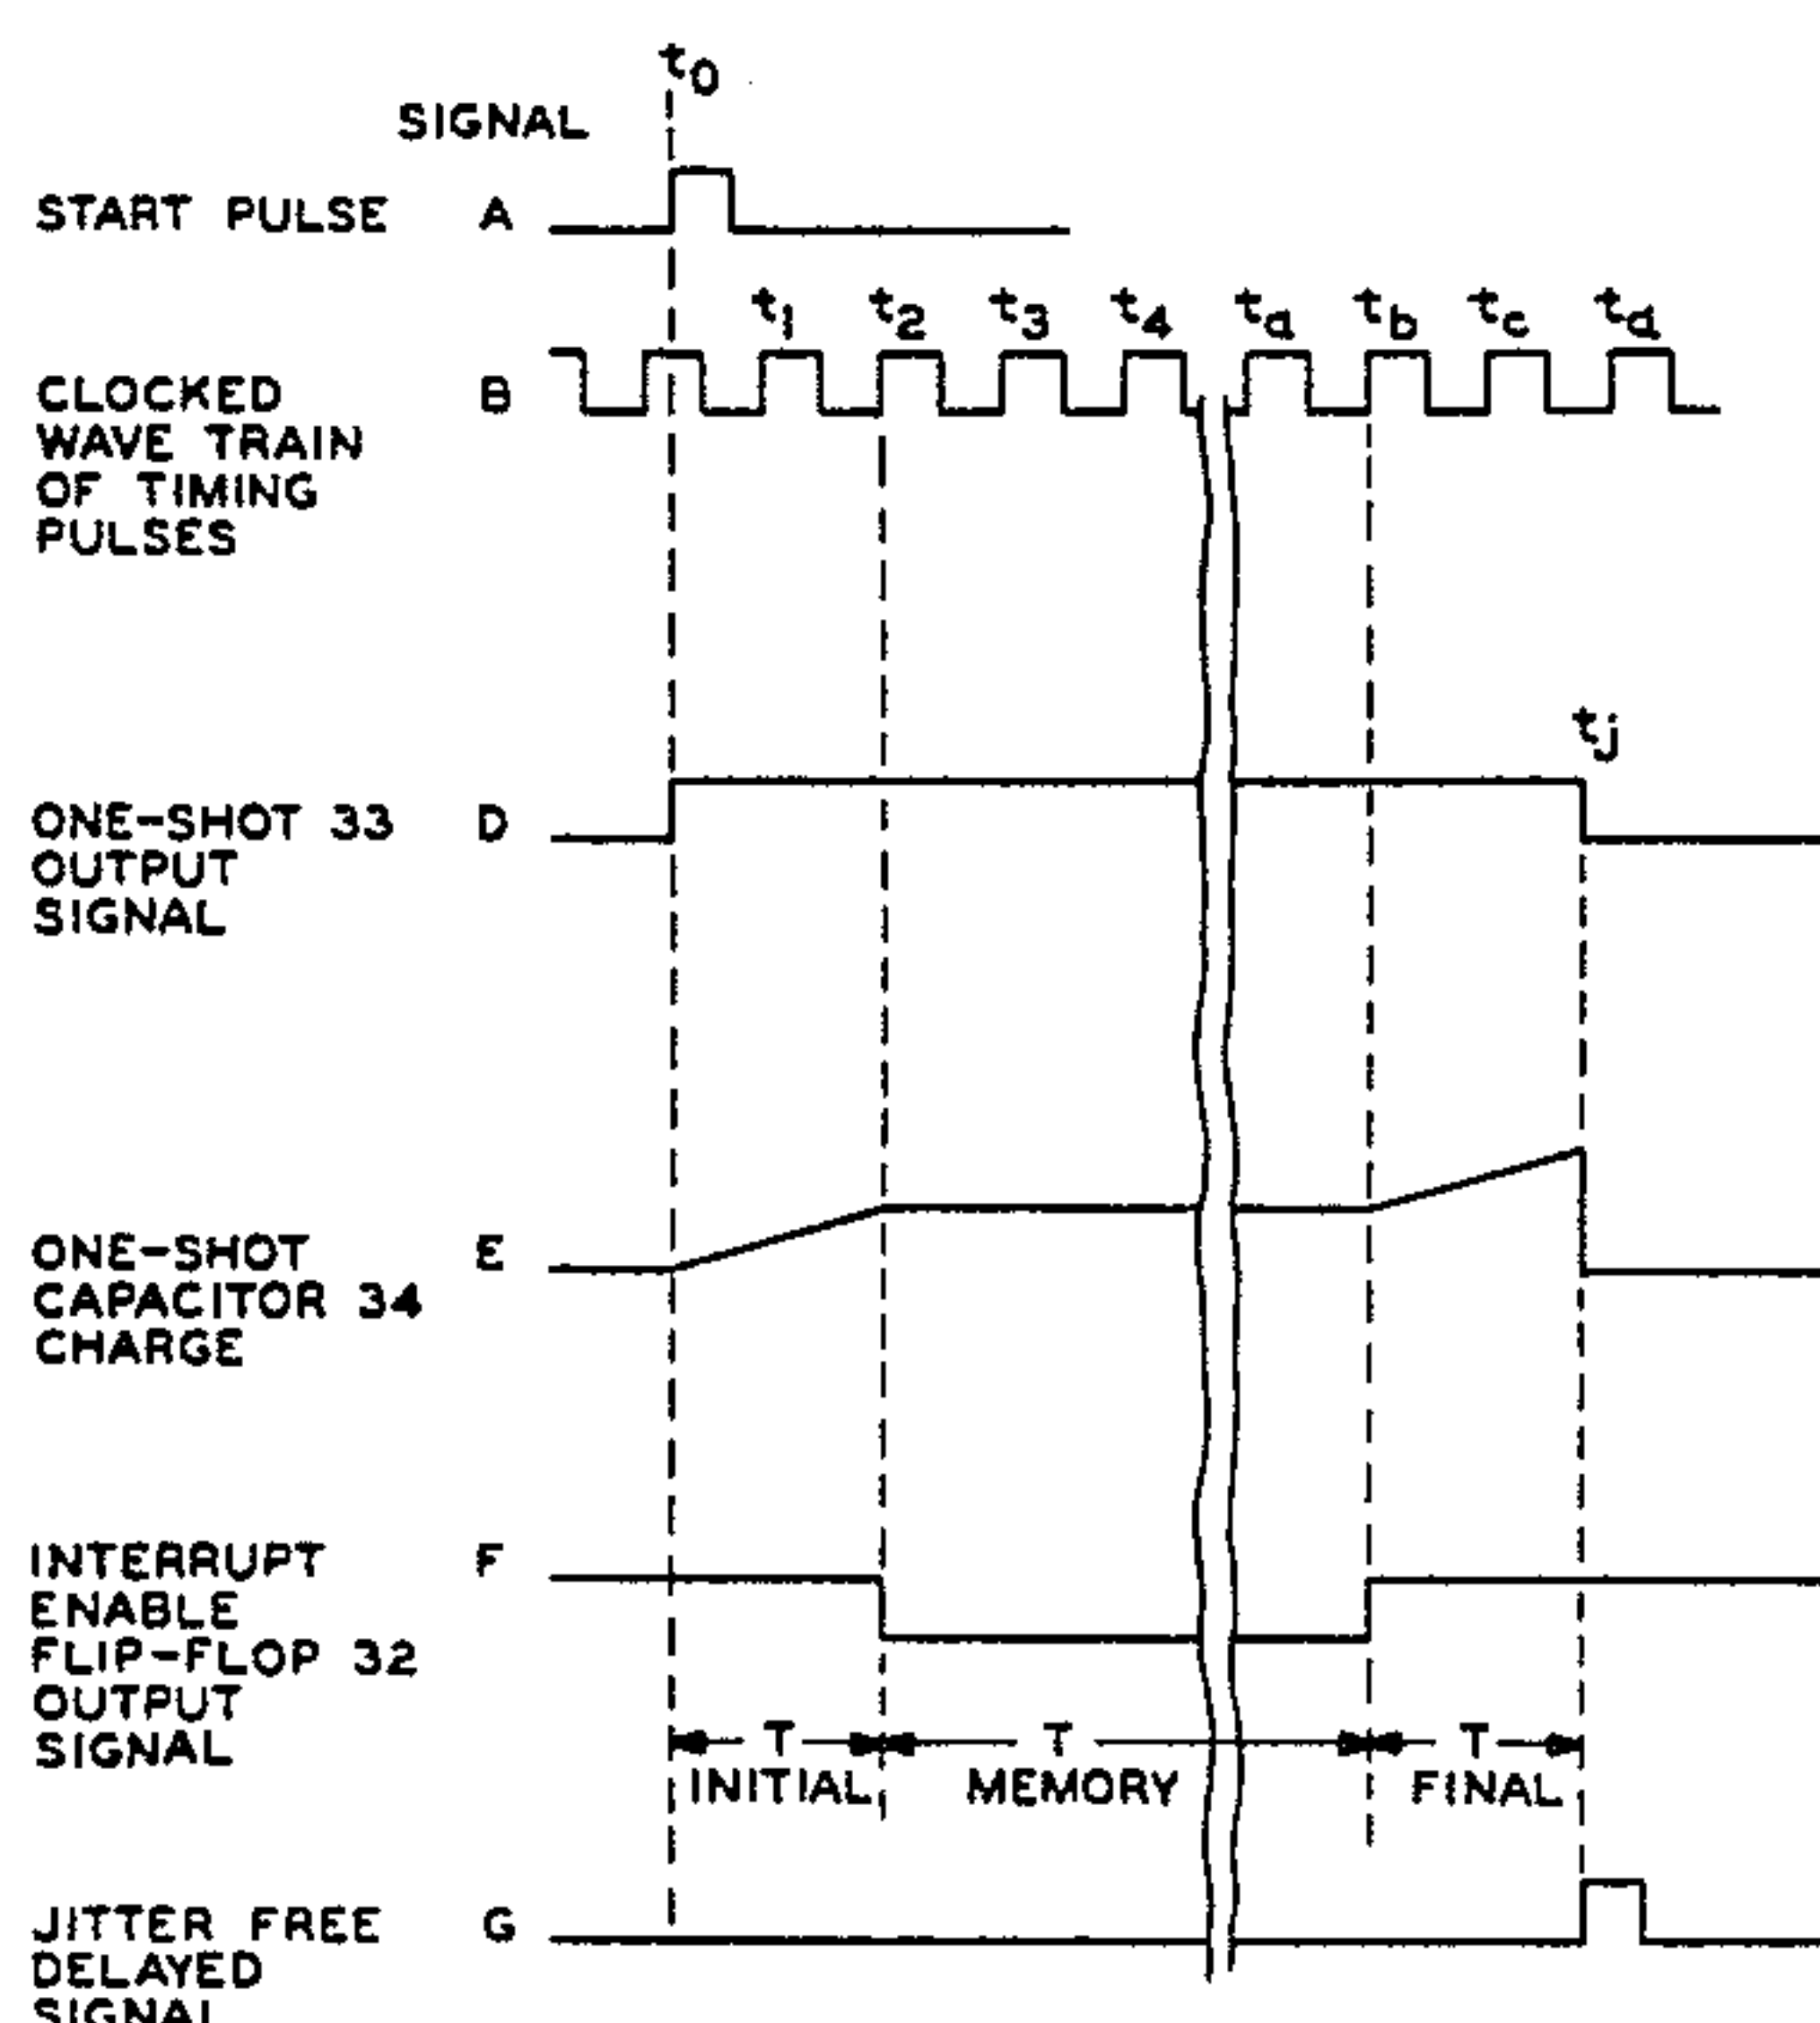 t0
SIGNAL
START PULSE A
t1 t2 t3 t4 ta tb tc td
CLOCKED B
WAVE TRAIN
OF TIMING
PULSES
tj
ONE-SHOT 33 D
OUTPUT
SIGNAL
ONE-SHOT E
CAPACITOR 34
CHARGE
INTERRUPT F
ENABLE
FLIP-FLOP 32
OUTPUT
SIGNAL
T T T
INITIAL MEMORY FINAL
JITTER FREE G
DELAYED
SIGNAL